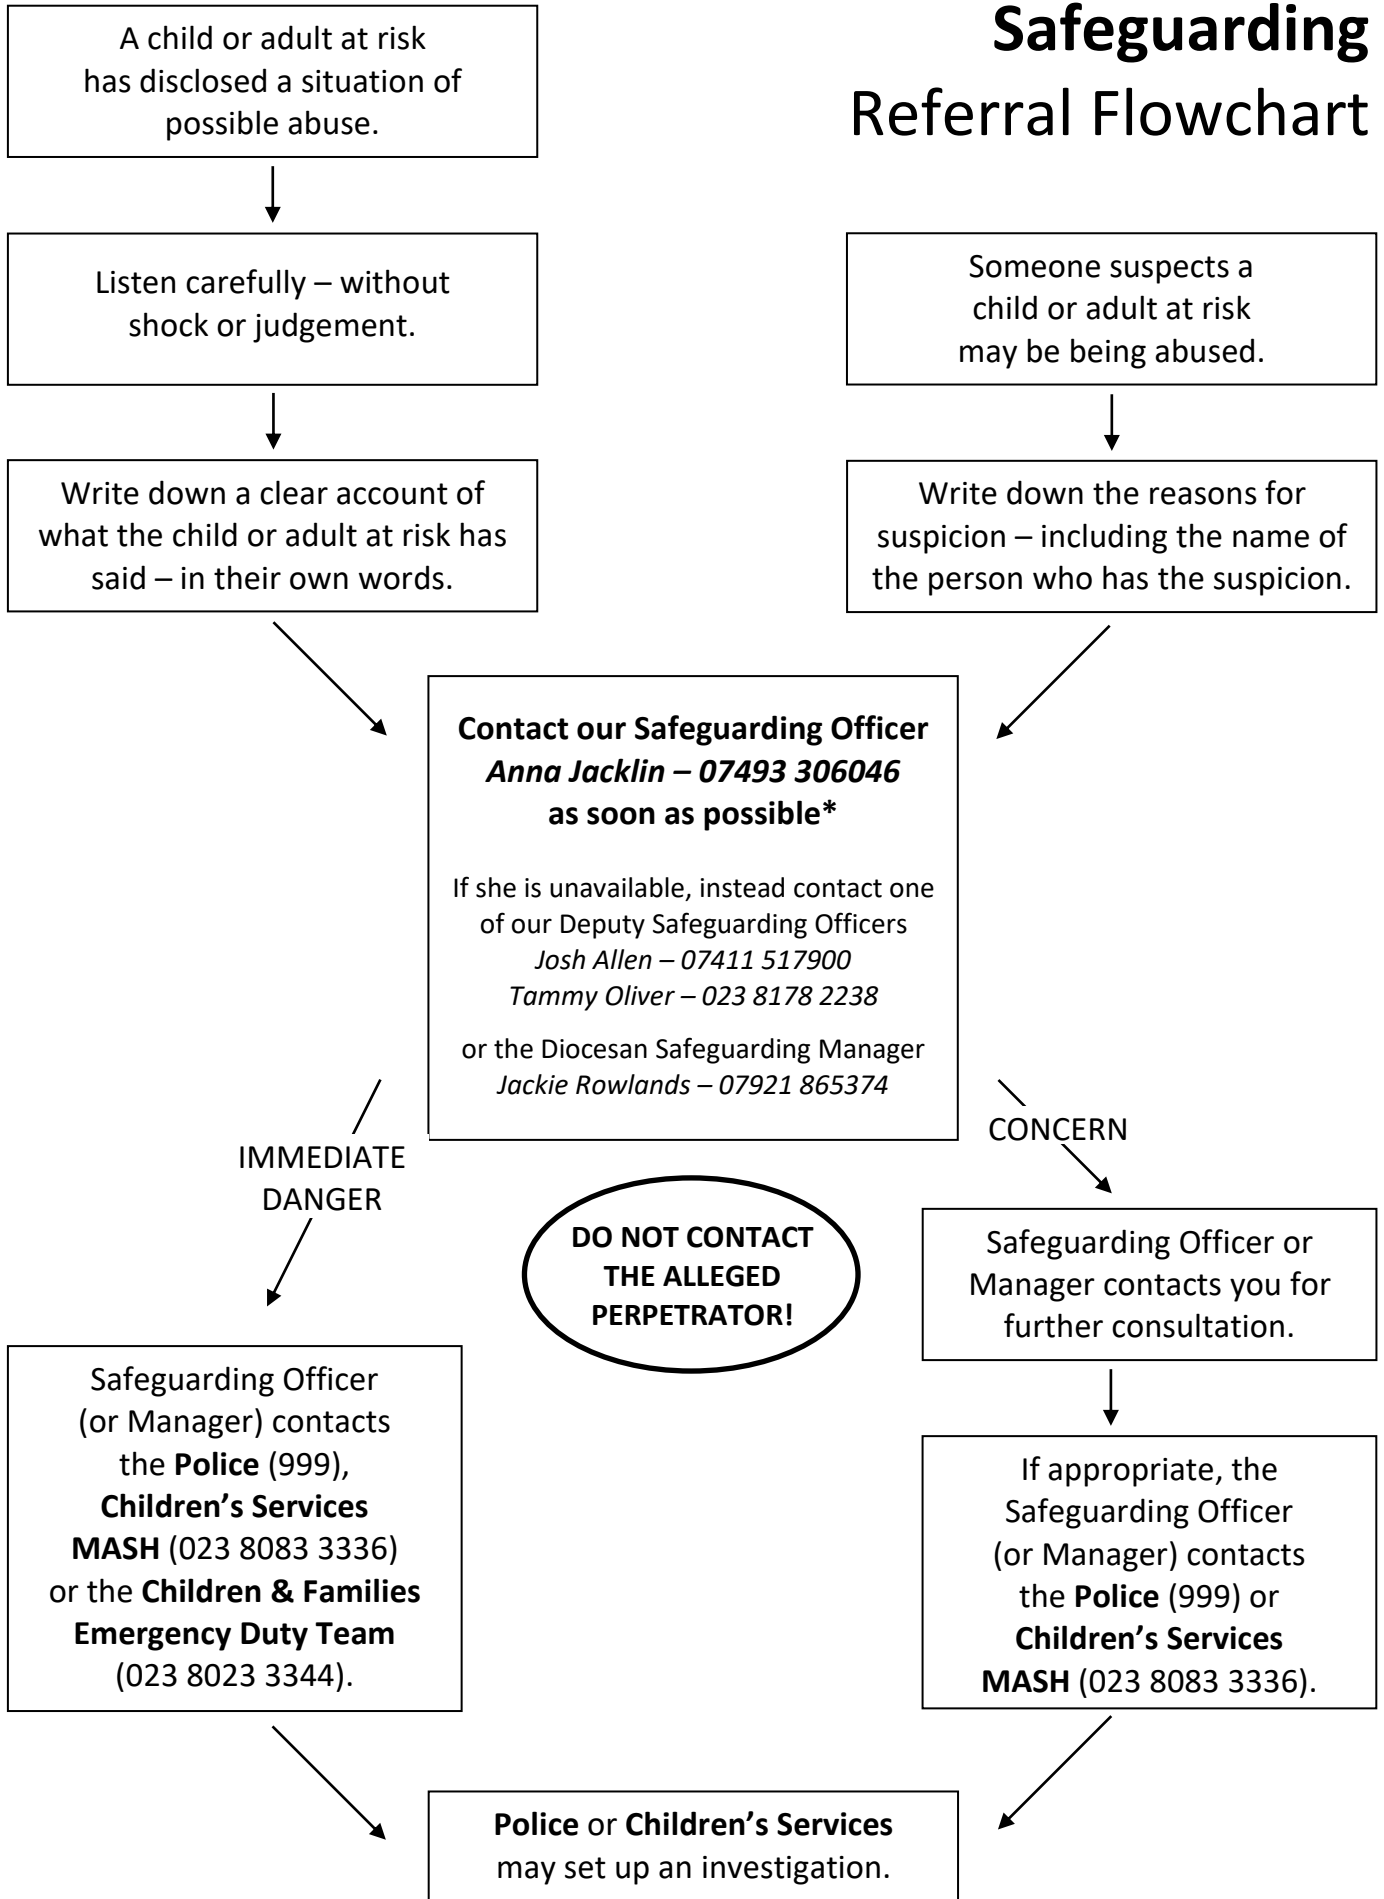 Safeguarding
Referral Flowchart
A child or adult at risk
has disclosed a situation of
possible abuse.
Listen carefully – without
shock or judgement.
Someone suspects a
child or adult at risk
may be being abused.
Write down a clear account of
what the child or adult at risk has
said – in their own words.
Write down the reasons for
suspicion – including the name of
the person who has the suspicion.
Contact our Safeguarding Officer
Anna Jacklin – 07493 306046
as soon as possible*
If she is unavailable, instead contact one
of our Deputy Safeguarding Officers
Josh Allen – 07411 517900
Tammy Oliver – 023 8178 2238
or the Diocesan Safeguarding Manager
Jackie Rowlands – 07921 865374
IMMEDIATE
DANGER
CONCERN
DO NOT CONTACT
THE ALLEGED
PERPETRATOR!
Safeguarding Officer or
Manager contacts you for
further consultation.
Safeguarding Officer
(or Manager) contacts
the Police (999),
Children’s Services
MASH (023 8083 3336)
or the Children & Families
Emergency Duty Team
(023 8023 3344).
If appropriate, the
Safeguarding Officer
(or Manager) contacts
the Police (999) or
Children’s Services
MASH (023 8083 3336).
Police or Children’s Services
may set up an investigation.